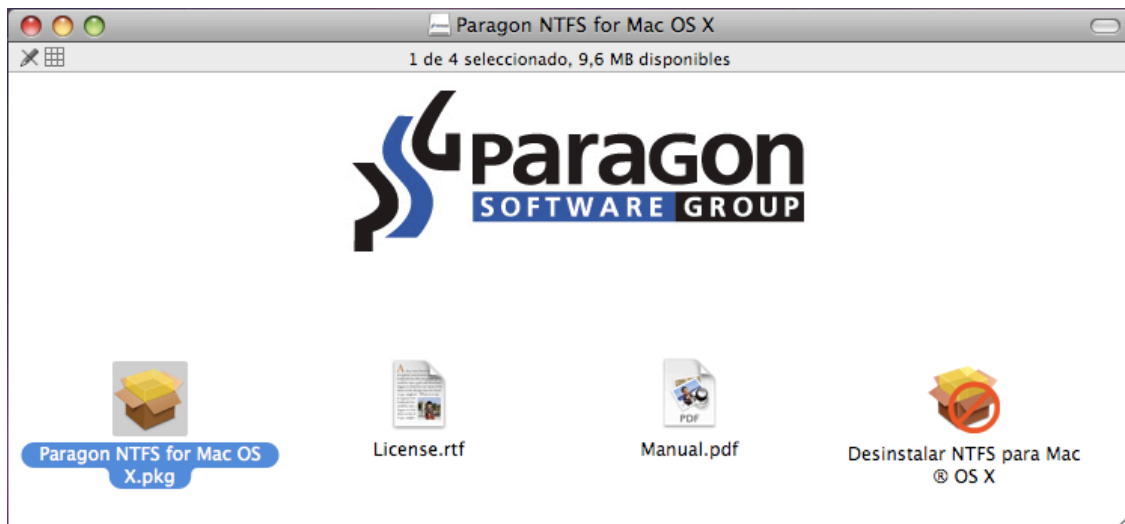 Paragon NTFS for Mac OS X
1 de 4 seleccionado, 9,6 MB disponibles
Paragon
SOFTWARE GROUP
Paragon NTFS for Mac OS
X.pkg
License.rtf
PDF
Manual.pdf
Desinstalar NTFS para Mac
® OS X